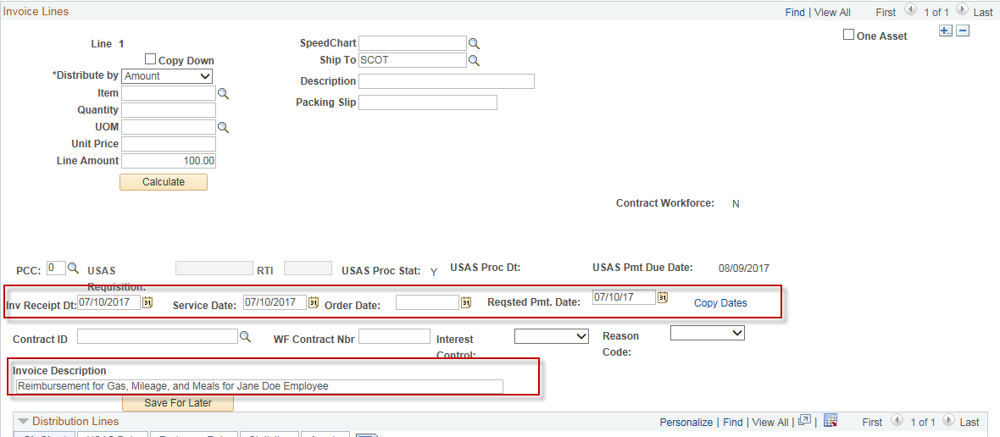 Invoice Lines Find | View All First 1 of 1 Last
Line 1 SpeedChart One Asset
Copy Down Ship To SCOT
*Distribute by Amount Description
Item Packing Slip
Quantity
UOM
Unit Price
Line Amount 100.00
Calculate
Contract Workforce: N
PCC: 0 USAS Requisition: RTI USAS Proc Stat: Y USAS Proc Dt: USAS Pmt Due Date: 08/09/2017
Inv Receipt Dt: 07/10/2017 31 Service Date: 07/10/2017 31 Order Date: 31 Reqsted Pmt. Date: 07/10/17 31 Copy Dates
Contract ID WF Contract Nbr Interest Control: Reason Code:
Invoice Description
Reimbursement for Gas, Mileage, and Meals for Jane Doe Employee
Save For Later
Distribution Lines Personalize | Find | View All | | First 1 of 1 Last